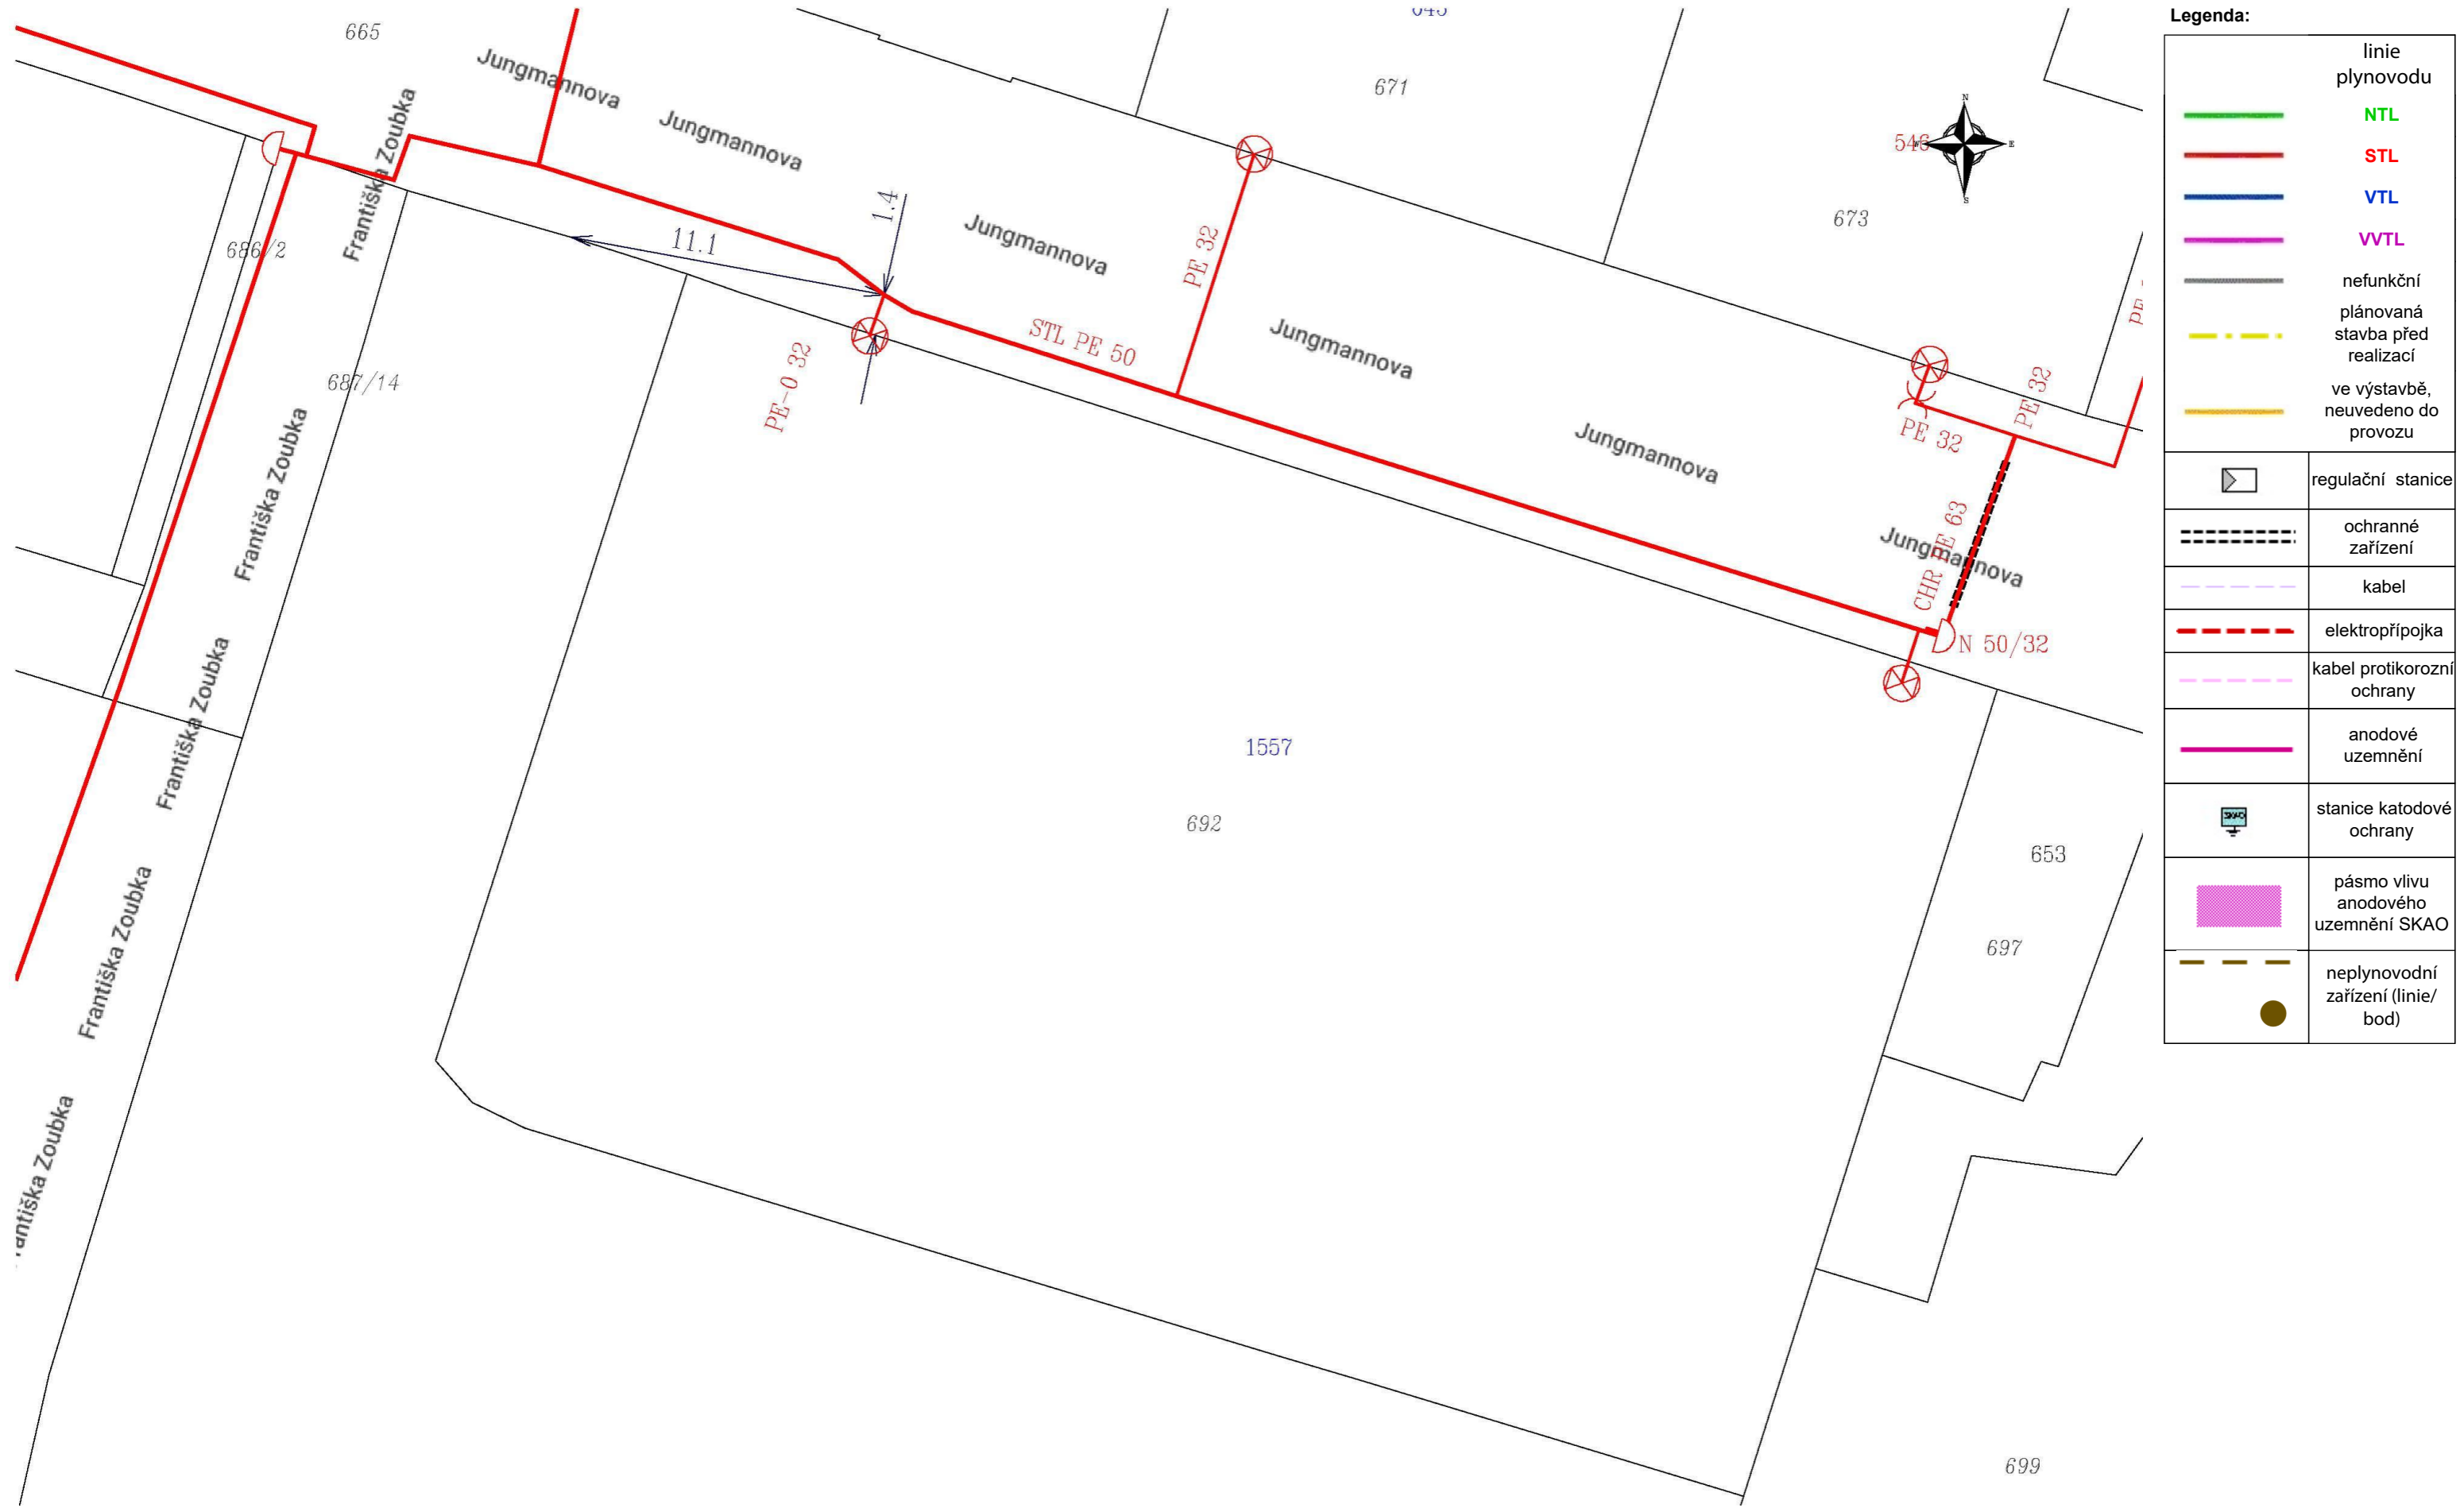 665
Jungmannova
Jungmannova
Františka Zoubka
671
546
N
E
S
673
686/2
11.1
1.4
Jungmannova
PE 32
687/14
STL PE 50
PE-0 32
Jungmannova
PE 32
PE 32
Františka Zoubka
Jungmannova
CHR PE 63
Jungmannova
N 50/32
Františka Zoubka
1557
692
653
697
Františka Zoubka
Zoubka
699
Legenda:
linie
plynovodu
NTL
STL
VTL
VVTL
nefunkční
plánovaná
stavba před
realizací
ve výstavbě,
neuvedeno do
provozu
regulační stanice
ochranné
zařízení
kabel
elektropřípojka
kabel protikorozní
ochrany
anodové
uzemnění
SKAO
stanice katodové
ochrany
pásmo vlivu
anodového
uzemnění SKAO
neplynovodní
zařízení (linie/
bod)